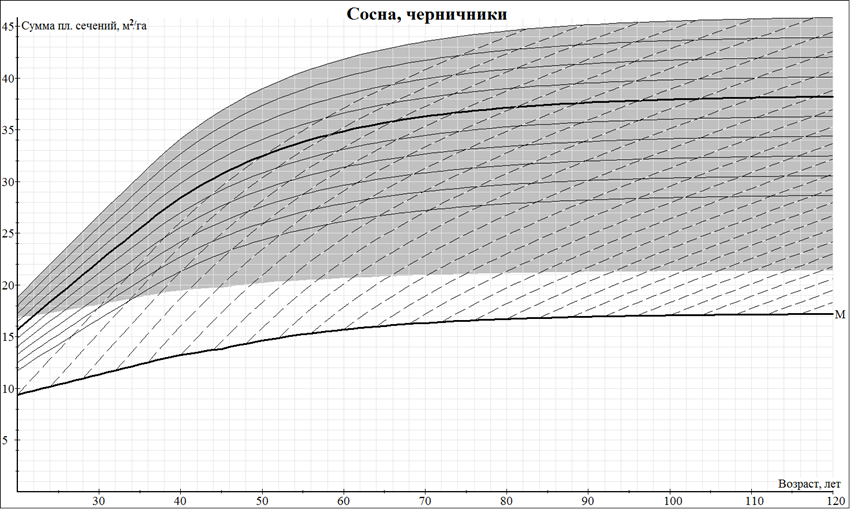 Сосна, черничники
Сумма пл. сечений, м²/га
45
40
35
30
25
20
15
10
5
М
Возраст, лет
30 40 50 60 70 80 90 100 110 120